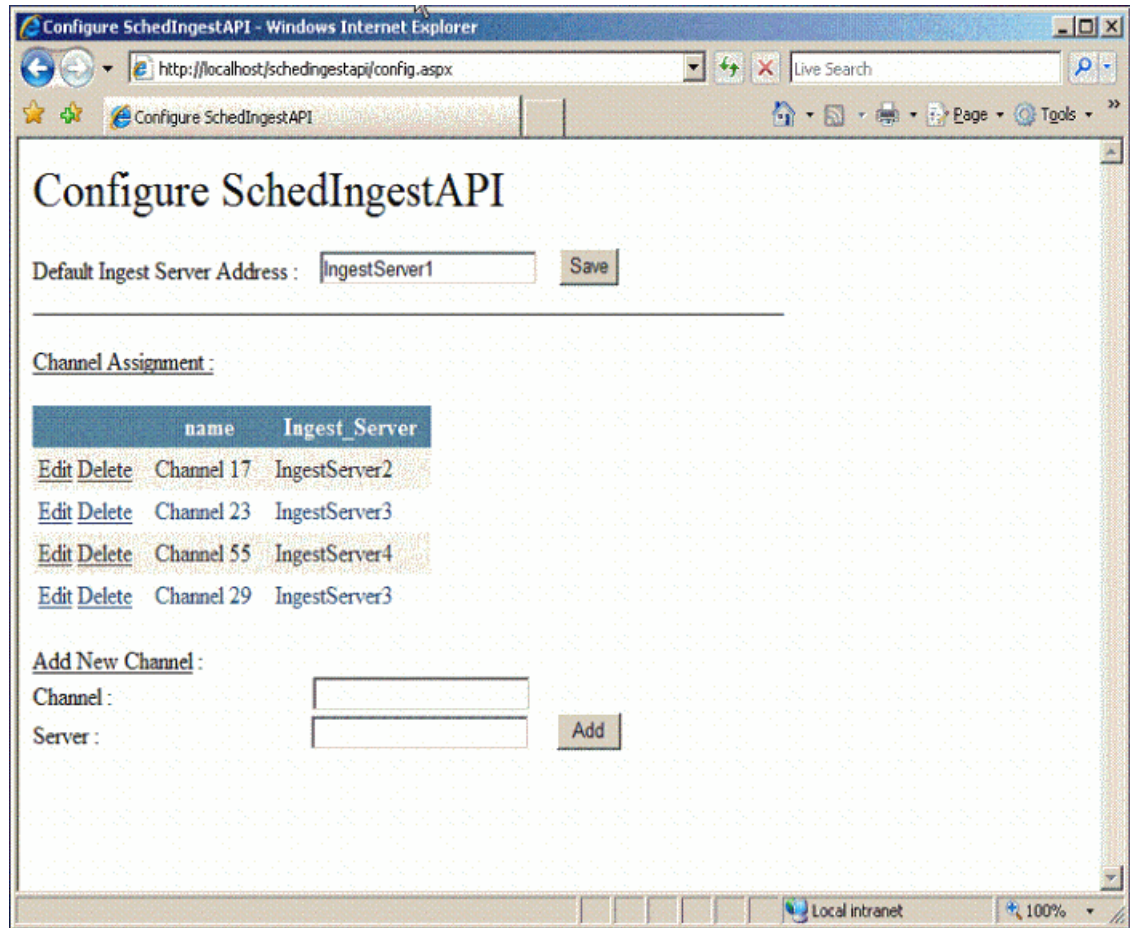 Configure SchedIngestAPI - Windows Internet Explorer
http://localhost/schedingestapi/config.aspx
Live Search
Configure SchedIngestAPI
Page
Tools
Configure SchedIngestAPI
Default Ingest Server Address : IngestServer1 Save
Channel Assignment :
name Ingest_Server
Edit Delete Channel 17 IngestServer2
Edit Delete Channel 23 IngestServer3
Edit Delete Channel 55 IngestServer4
Edit Delete Channel 29 IngestServer3
Add New Channel :
Channel :
Server : Add
Local intranet 100%